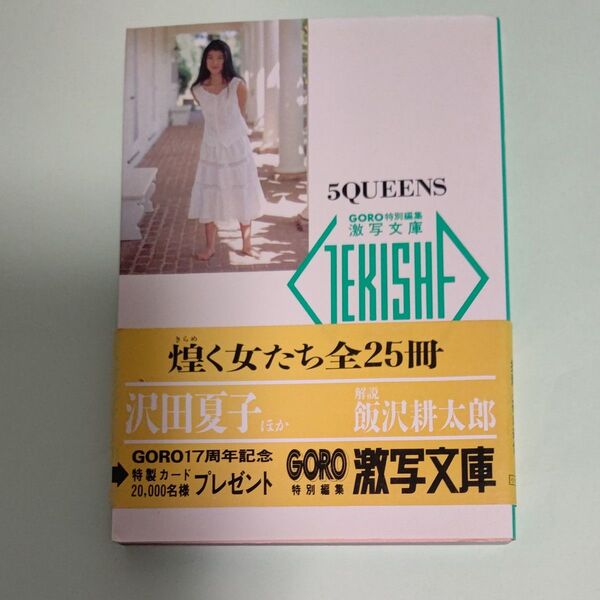 5QUEENS
GORO特別編集
激写文庫
GEKISHA
きらめ
煌く女たち全25冊
沢田夏子ほか
解説
飯沢耕太郎
GORO17周年記念
特製カード
20,000名様プレゼント
GORO
特別編集
激写文庫